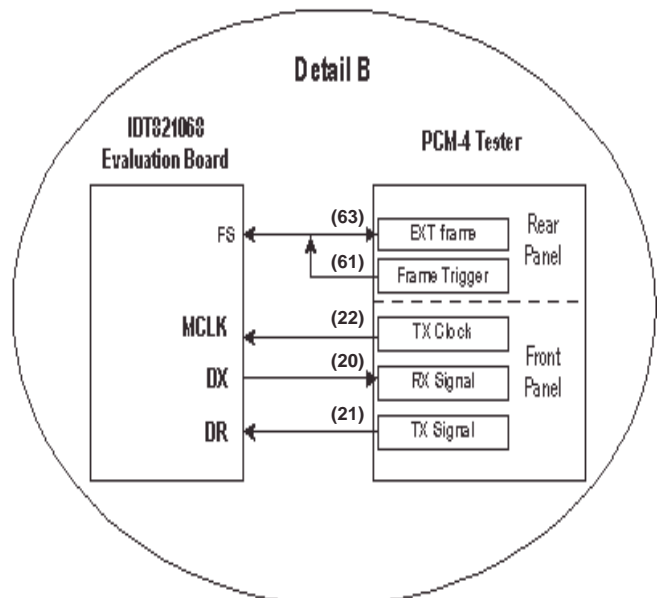 Detail B
IDT821068
Evaluation Board
PCM-4 Tester
FS
(63)
EXT frame
Rear
Panel
(61)
Frame Trigger
MCLK
(22)
TX Clock
Front
Panel
DX
(20)
RX Signal
DR
(21)
TX Signal